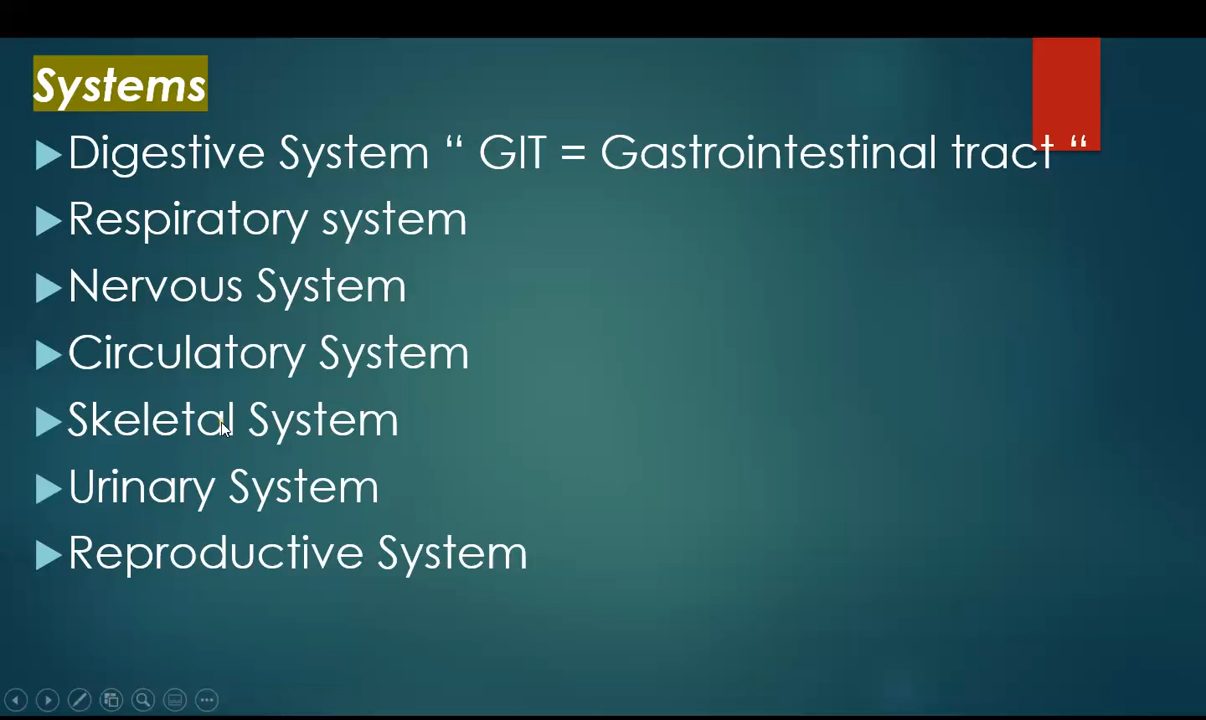 Systems
Digestive System “ GIT = Gastrointestinal tract “
Respiratory system
Nervous System
Circulatory System
Skeletal System
Urinary System
Reproductive System